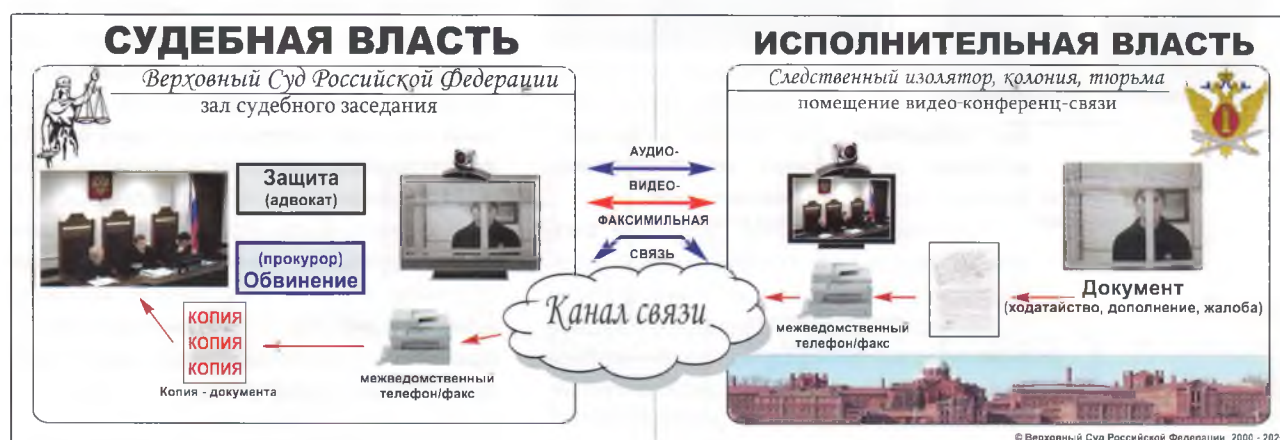 СУДЕБНАЯ ВЛАСТЬ
Верховный Суд Российской Федерации
зал судебного заседания
Защита
(адвокат)
(прокурор)
Обвинение
КОПИЯ
КОПИЯ
КОПИЯ
Копия - документа
межведомственный
телефон/факс
АУДИО-
ВИДЕО-
ФАКСИМИЛЬНАЯ
СВЯЗЬ
Канал связи
ИСПОЛНИТЕЛЬНАЯ ВЛАСТЬ
Следственный изолятор, колония, тюрьма
помещение видео-конференц-связи
межведомственный
телефон/факс
Документ
(ходатайство, дополнение, жалоба)
© Верховный Суд Российской Федерации, 2000 -